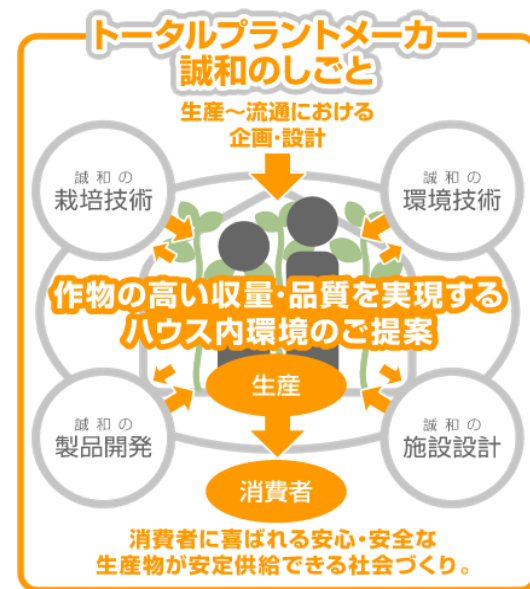 トータルプラントメーカー
誠和のしごと
生産～流通における
企画・設計
誠和の
栽培技術
誠和の
環境技術
作物の高い収量・品質を実現する
ハウス内環境のご提案
生産
誠和の
製品開発
誠和の
施設設計
消費者
消費者に喜ばれる安心・安全な
生産物が安定供給できる社会づくり。